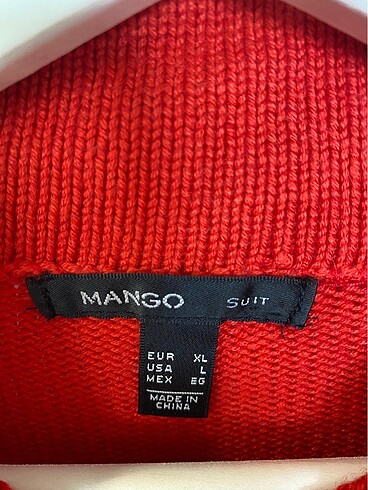 MANGO SUIT
EUR XL
USA L
MEX EG
MADE IN
CHINA